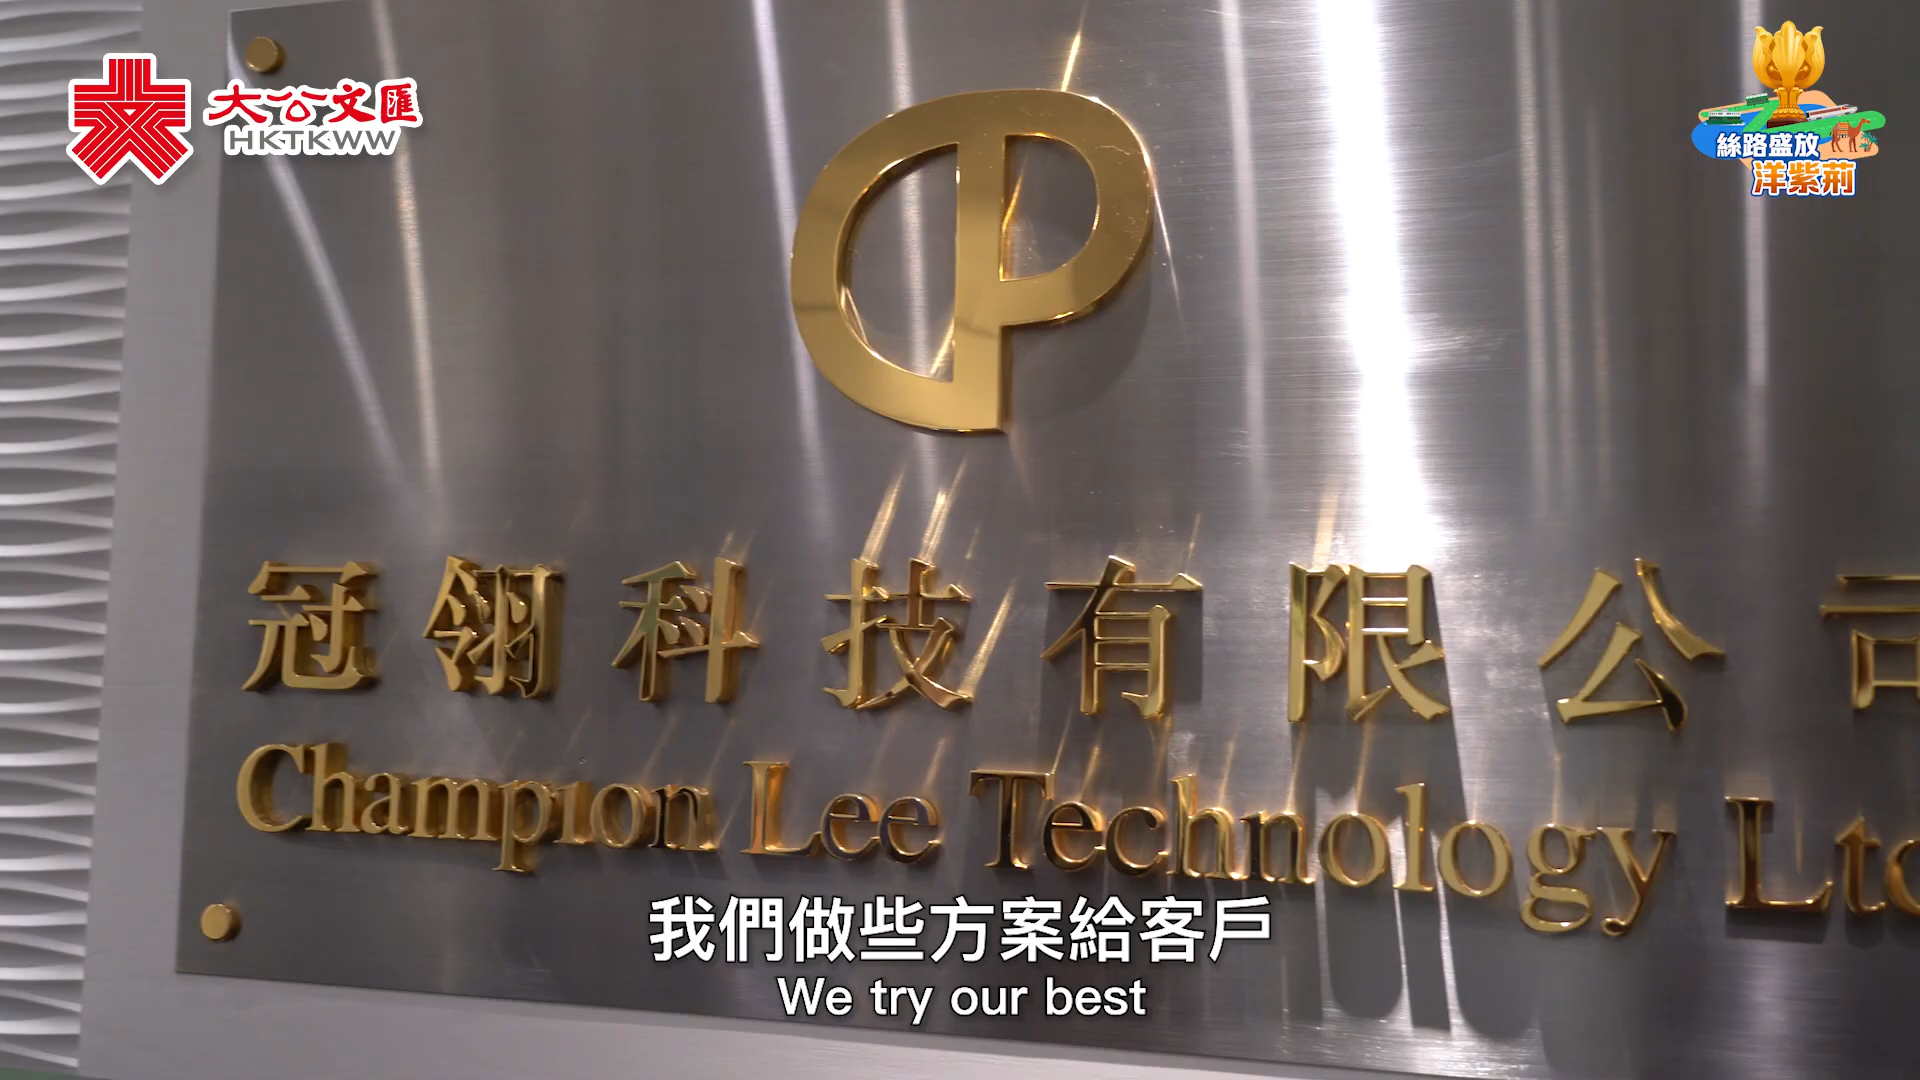 大公文匯
HKTKWW
絲路盛放
洋紫荊
冠翎科技有限公司
Champion Lee Technology Ltd
我們做些方案給客戶
We try our best